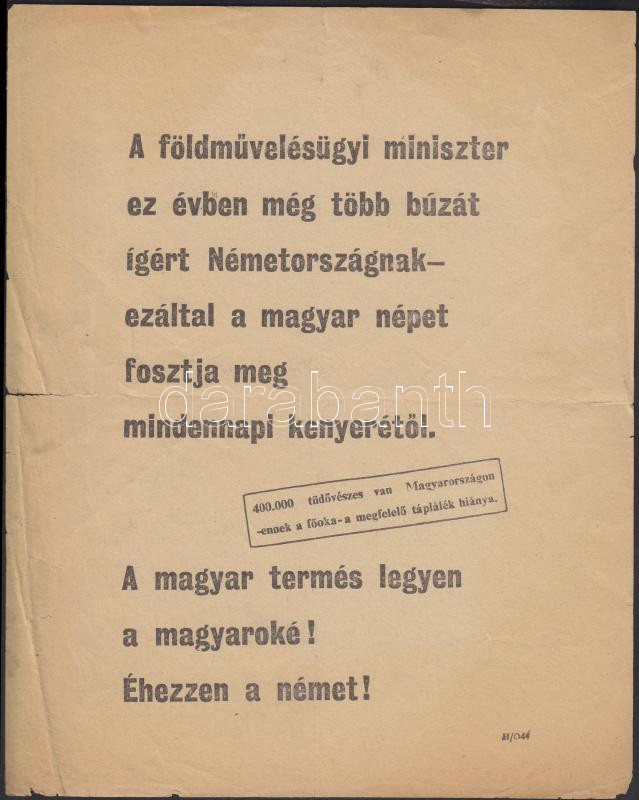 A földművelésügyi miniszter
ez évben még több búzát
ígért Németországnak—
ezáltal a magyar népet
fosztja meg
mindennapi kenyerétől.
darabanth
400.000 tüdővészes van Magyarországon
-ennek a főoka-a megfelelő táplálék hiánya.
A magyar termés legyen
a magyaroké!
Éhezzen a német!
H/O44